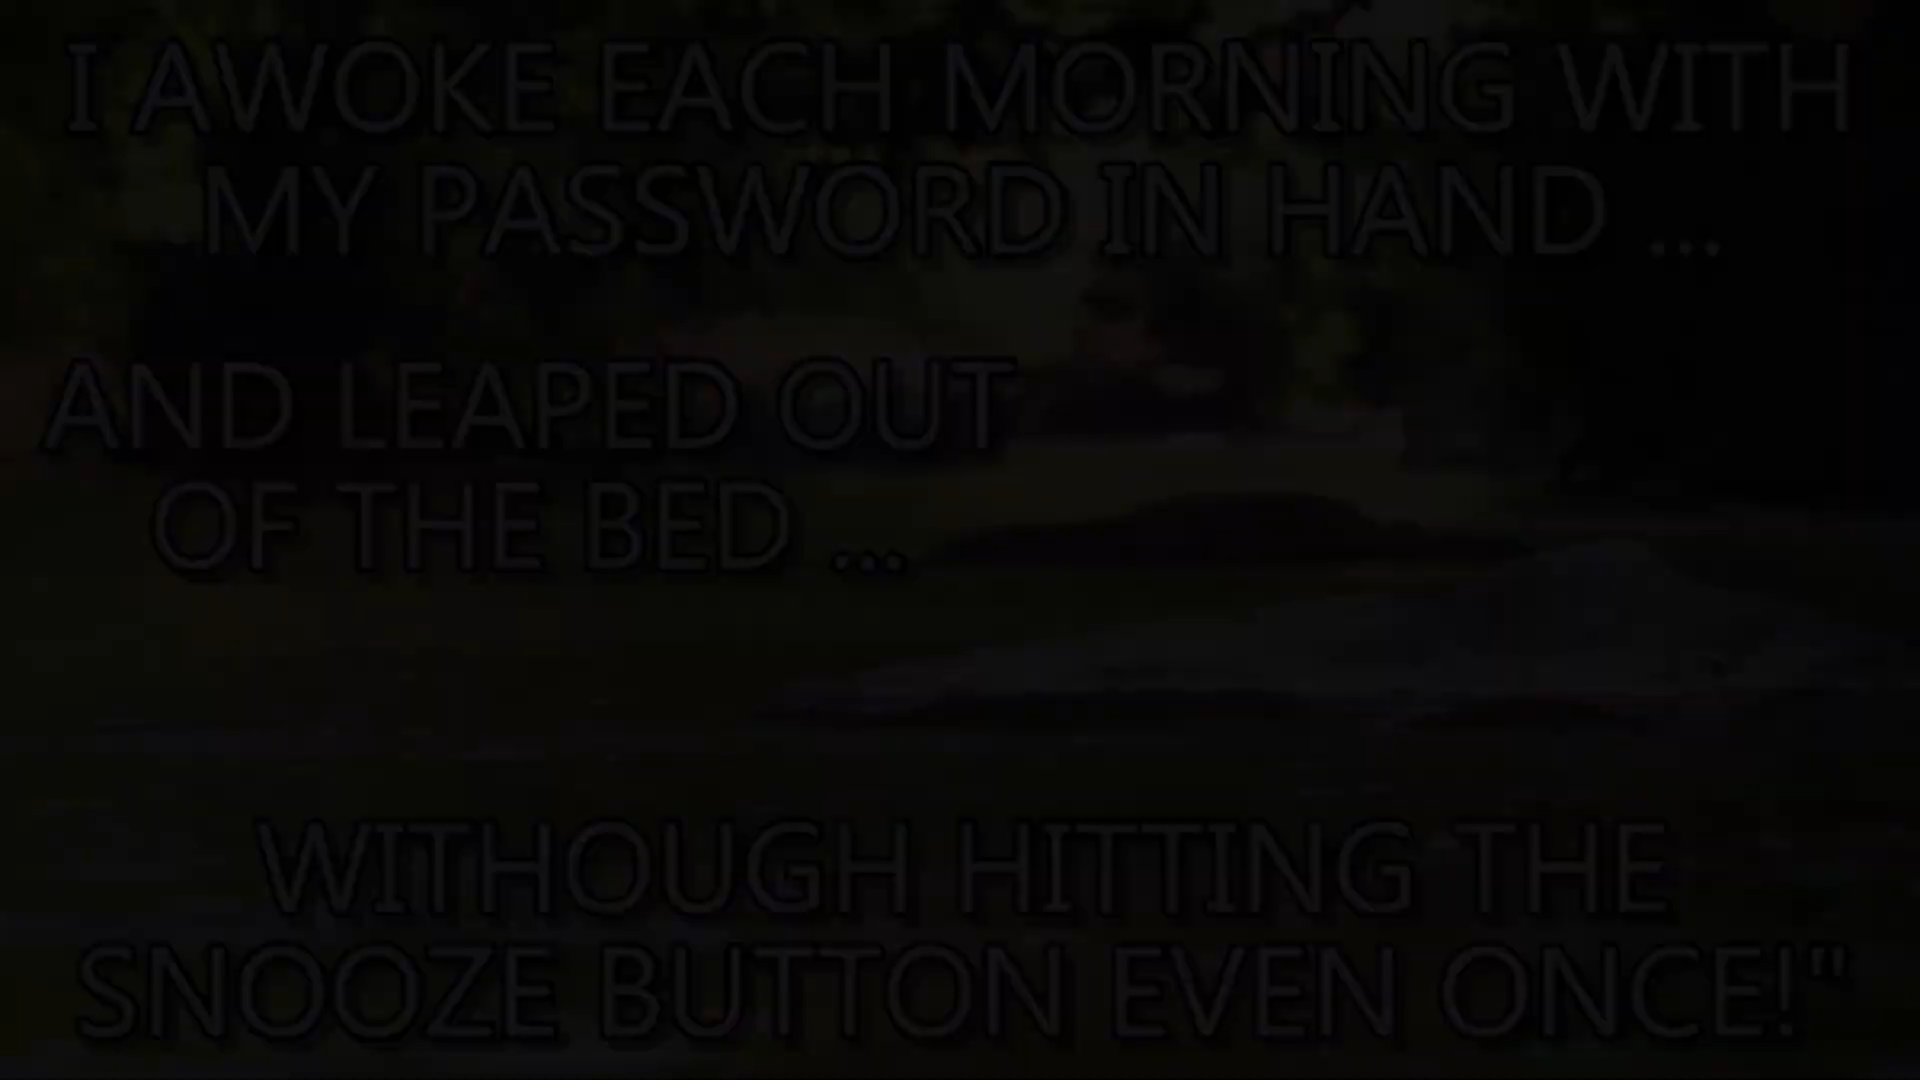 I AWOKE EACH MORNING WITH
MY PASSWORD IN HAND ...
AND LEAPED OUT
OF THE BED ...
WITHOUGH HITTING THE
SNOOZE BUTTON EVEN ONCE!"